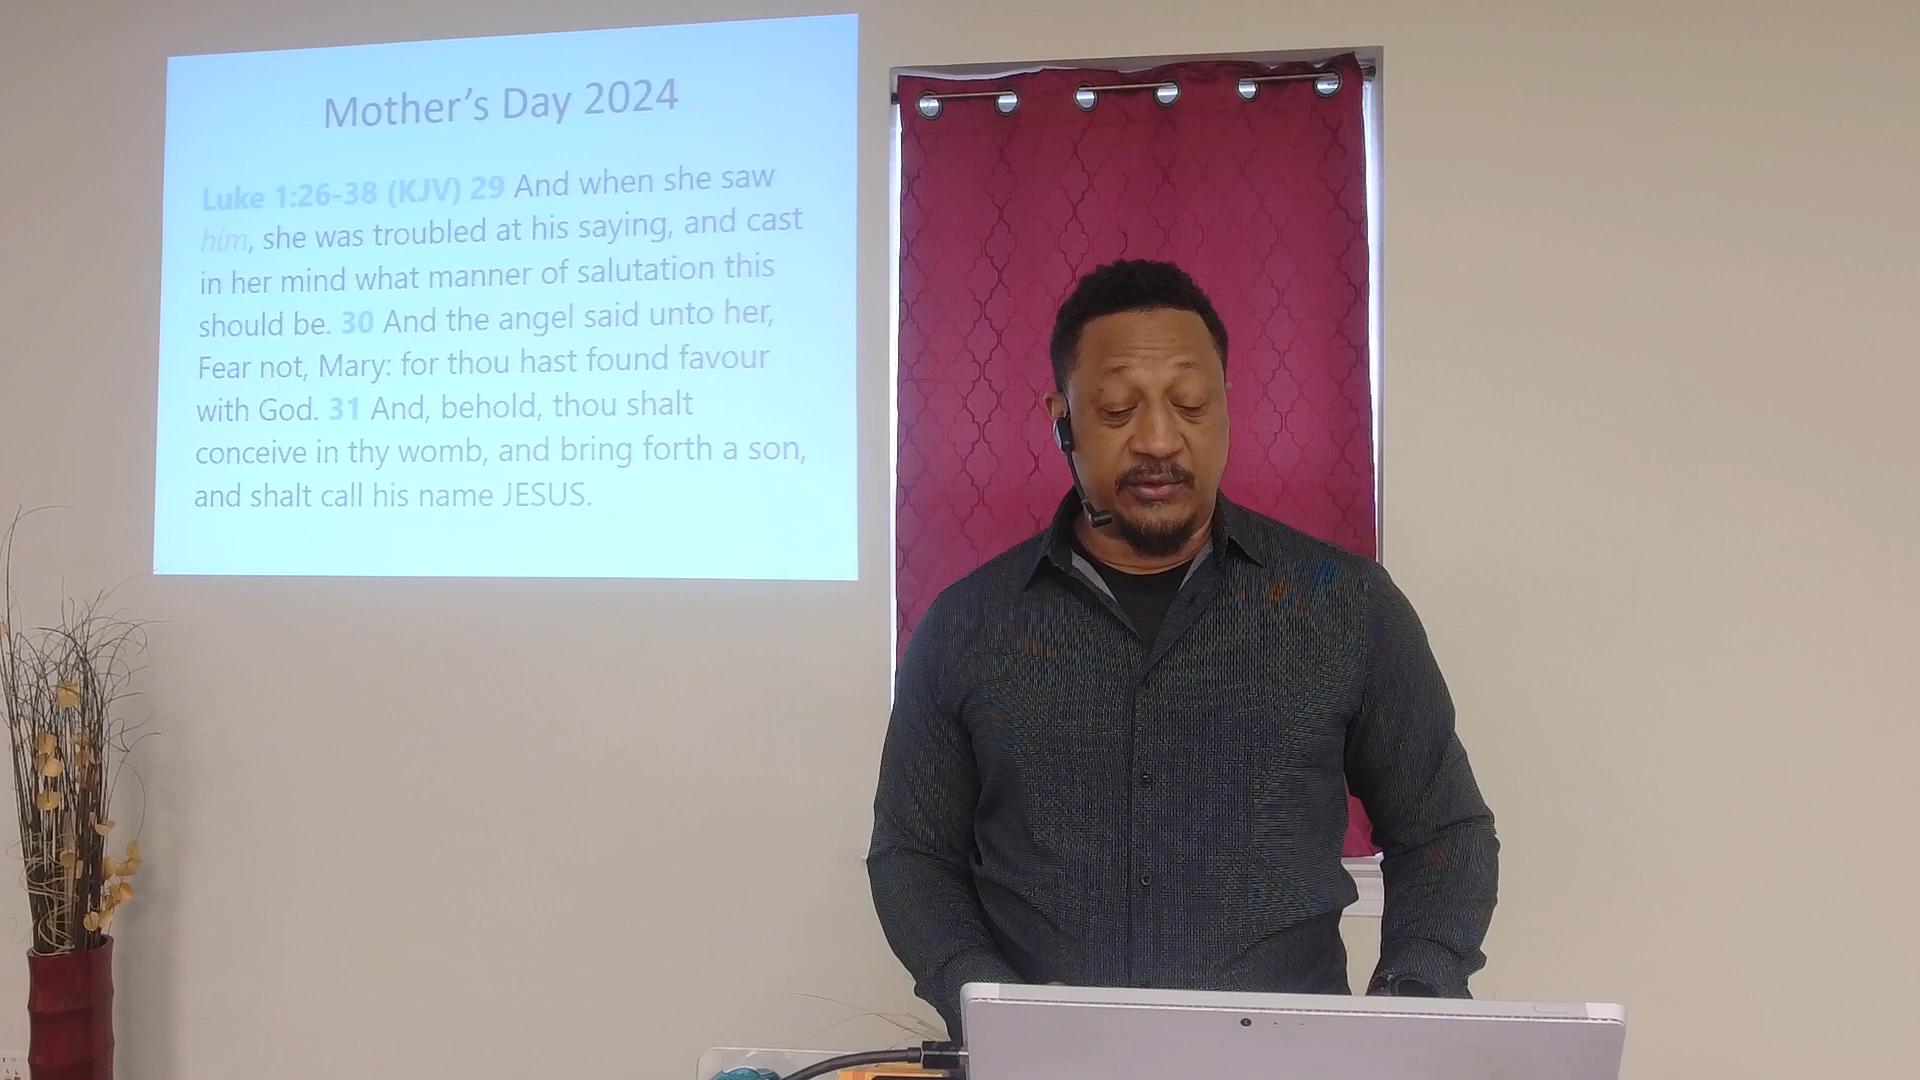 Mother's Day 2024
Luke 1:26-38 (KJV) 29 And when she saw
him, she was troubled at his saying, and cast
in her mind what manner of salutation this
should be. 30 And the angel said unto her,
Fear not, Mary: for thou hast found favour
with God. 31 And, behold, thou shalt
conceive in thy womb, and bring forth a son,
and shalt call his name JESUS.